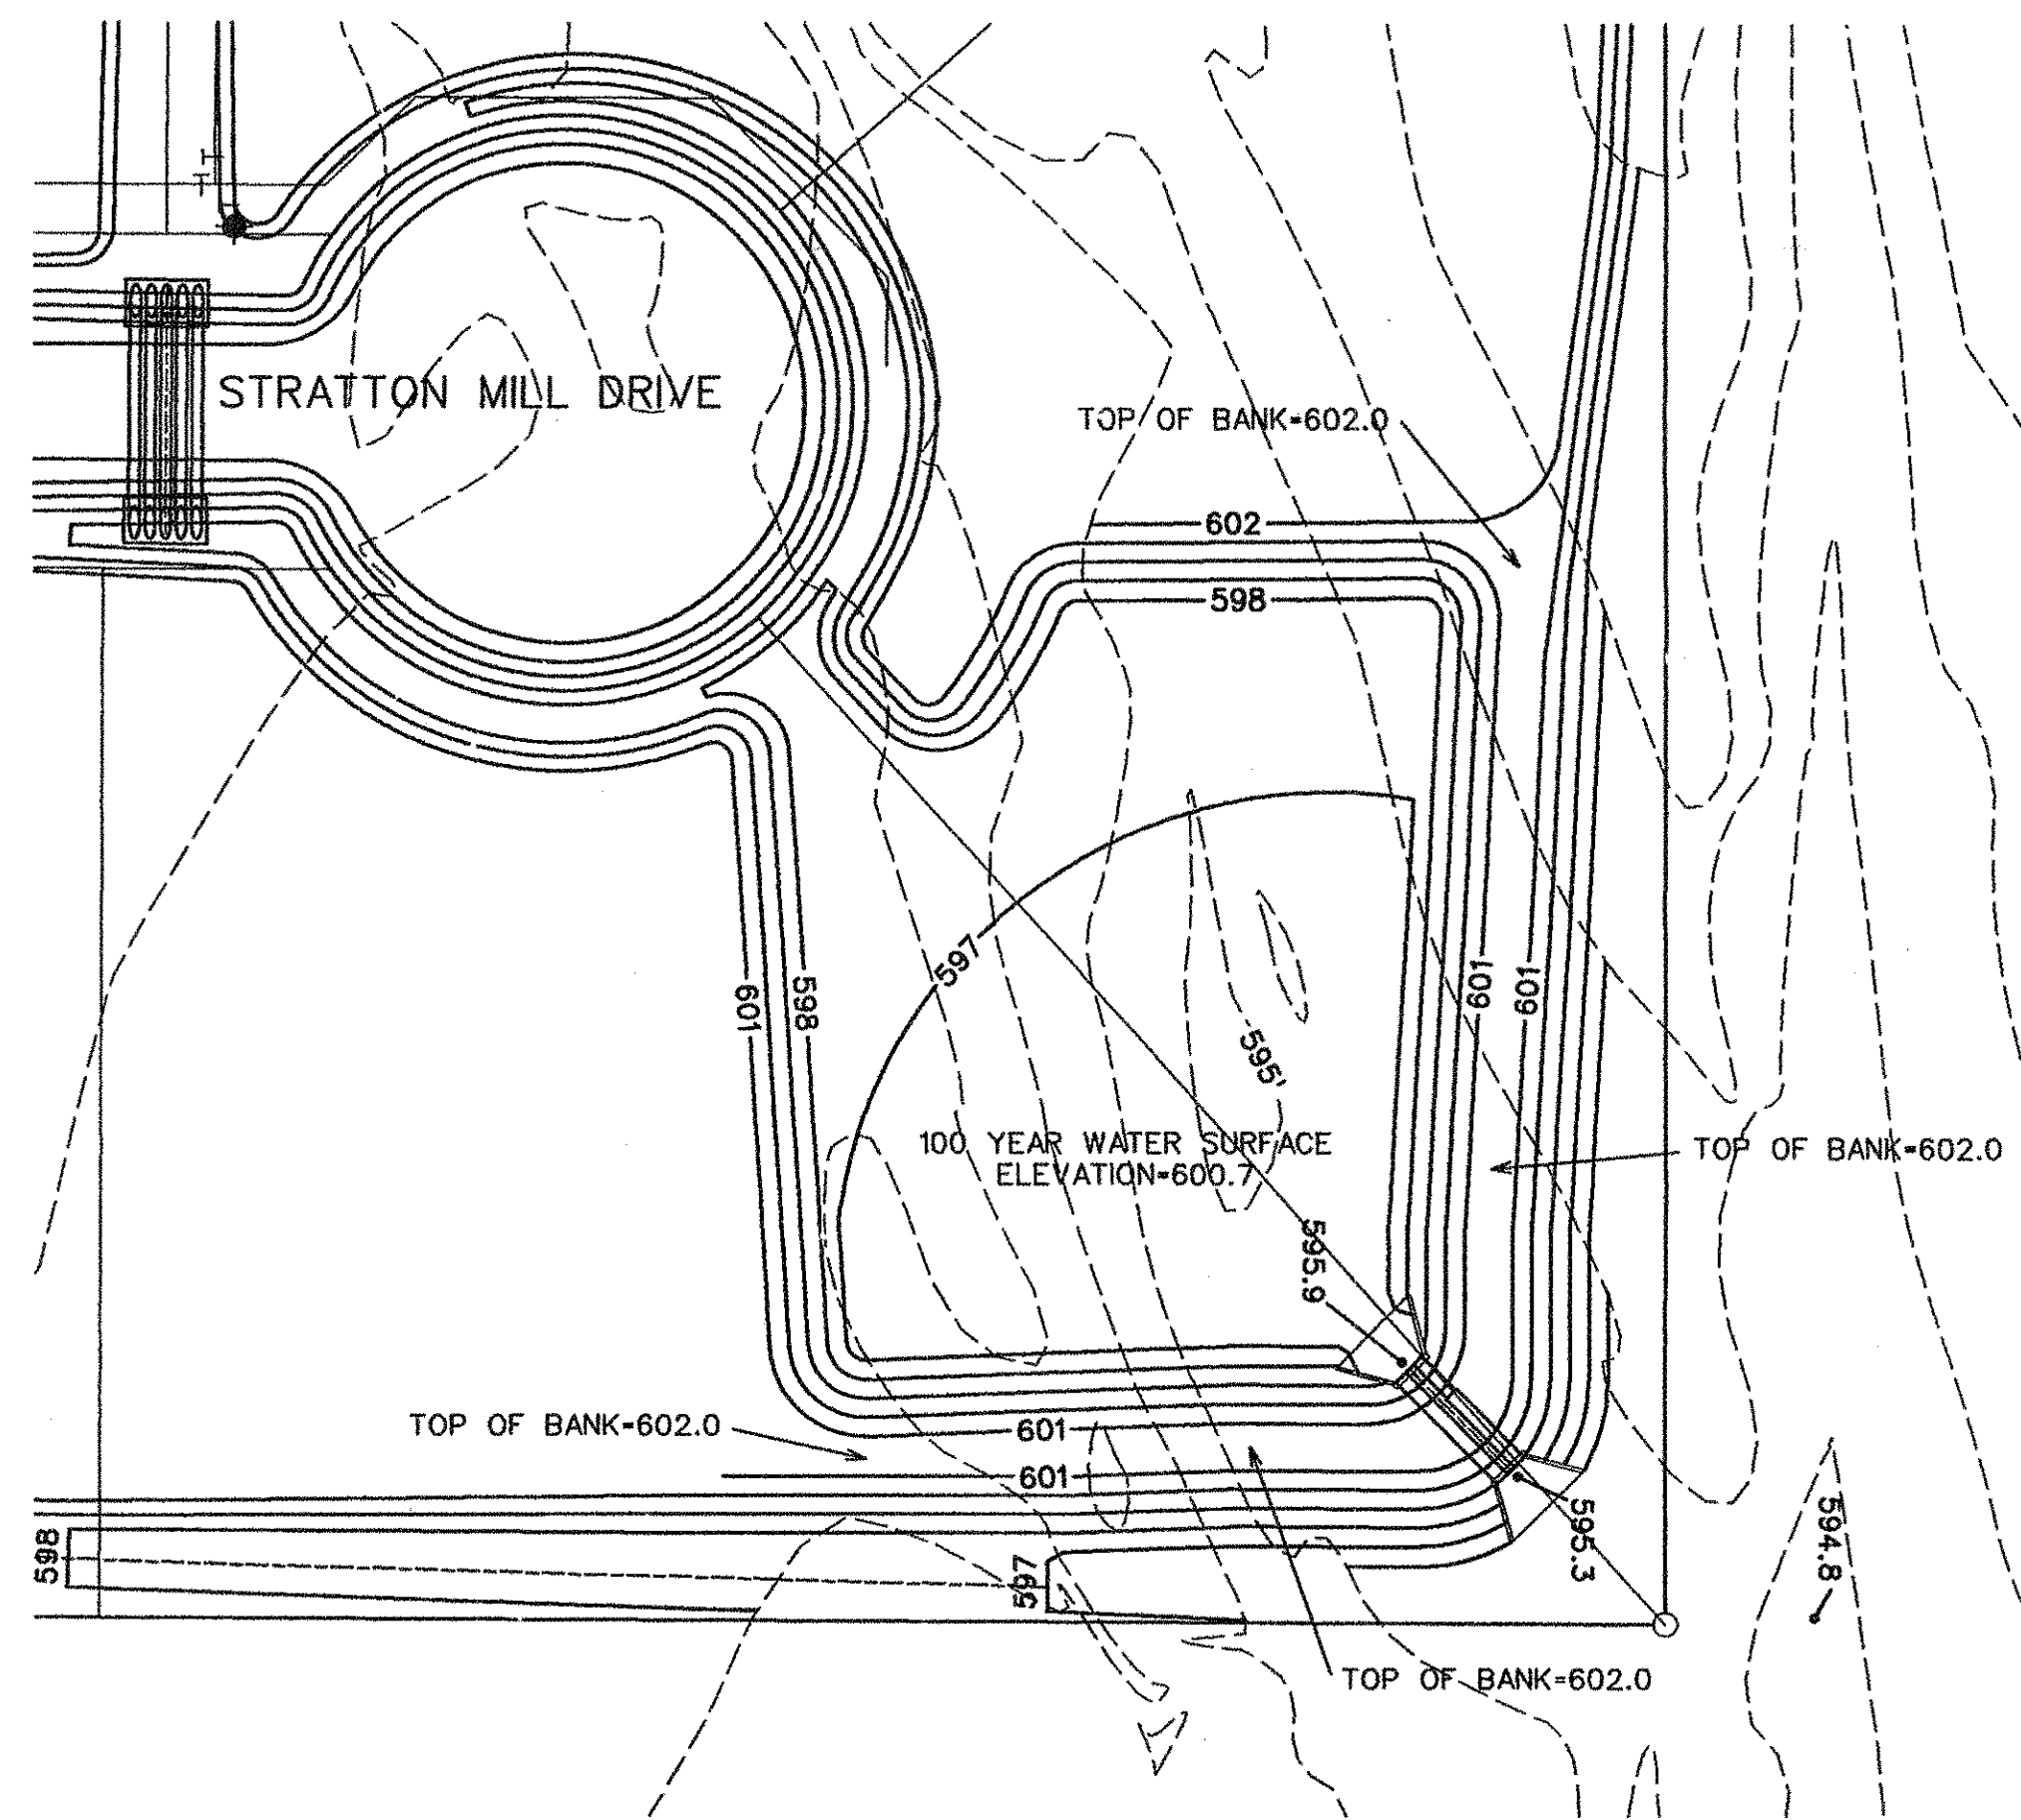 STRATTON MILL DRIVE
TOP OF BANK=602.0
602
598
597
601
598
601
601
595'
100 YEAR WATER SURFACE
ELEVATION=600.7
TOP OF BANK=602.0
595.9
TOP OF BANK=602.0
601
601
598
597
595.3
594.8
TOP OF BANK=602.0